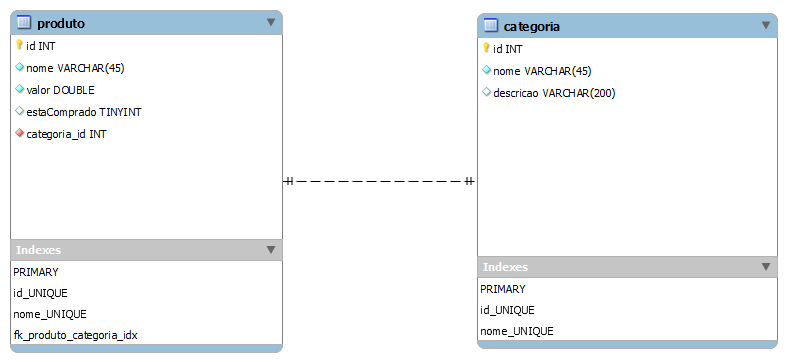 produto
id INT
nome VARCHAR(45)
valor DOUBLE
estaComprado TINYINT
categoria_id INT
Indexes
PRIMARY
id_UNIQUE
nome_UNIQUE
fk_produto_categoria_idx
categoria
id INT
nome VARCHAR(45)
descricao VARCHAR(200)
Indexes
PRIMARY
id_UNIQUE
nome_UNIQUE